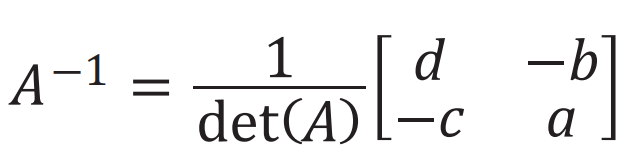 A⁻¹ = 1/det(A) [d −b; −c a]